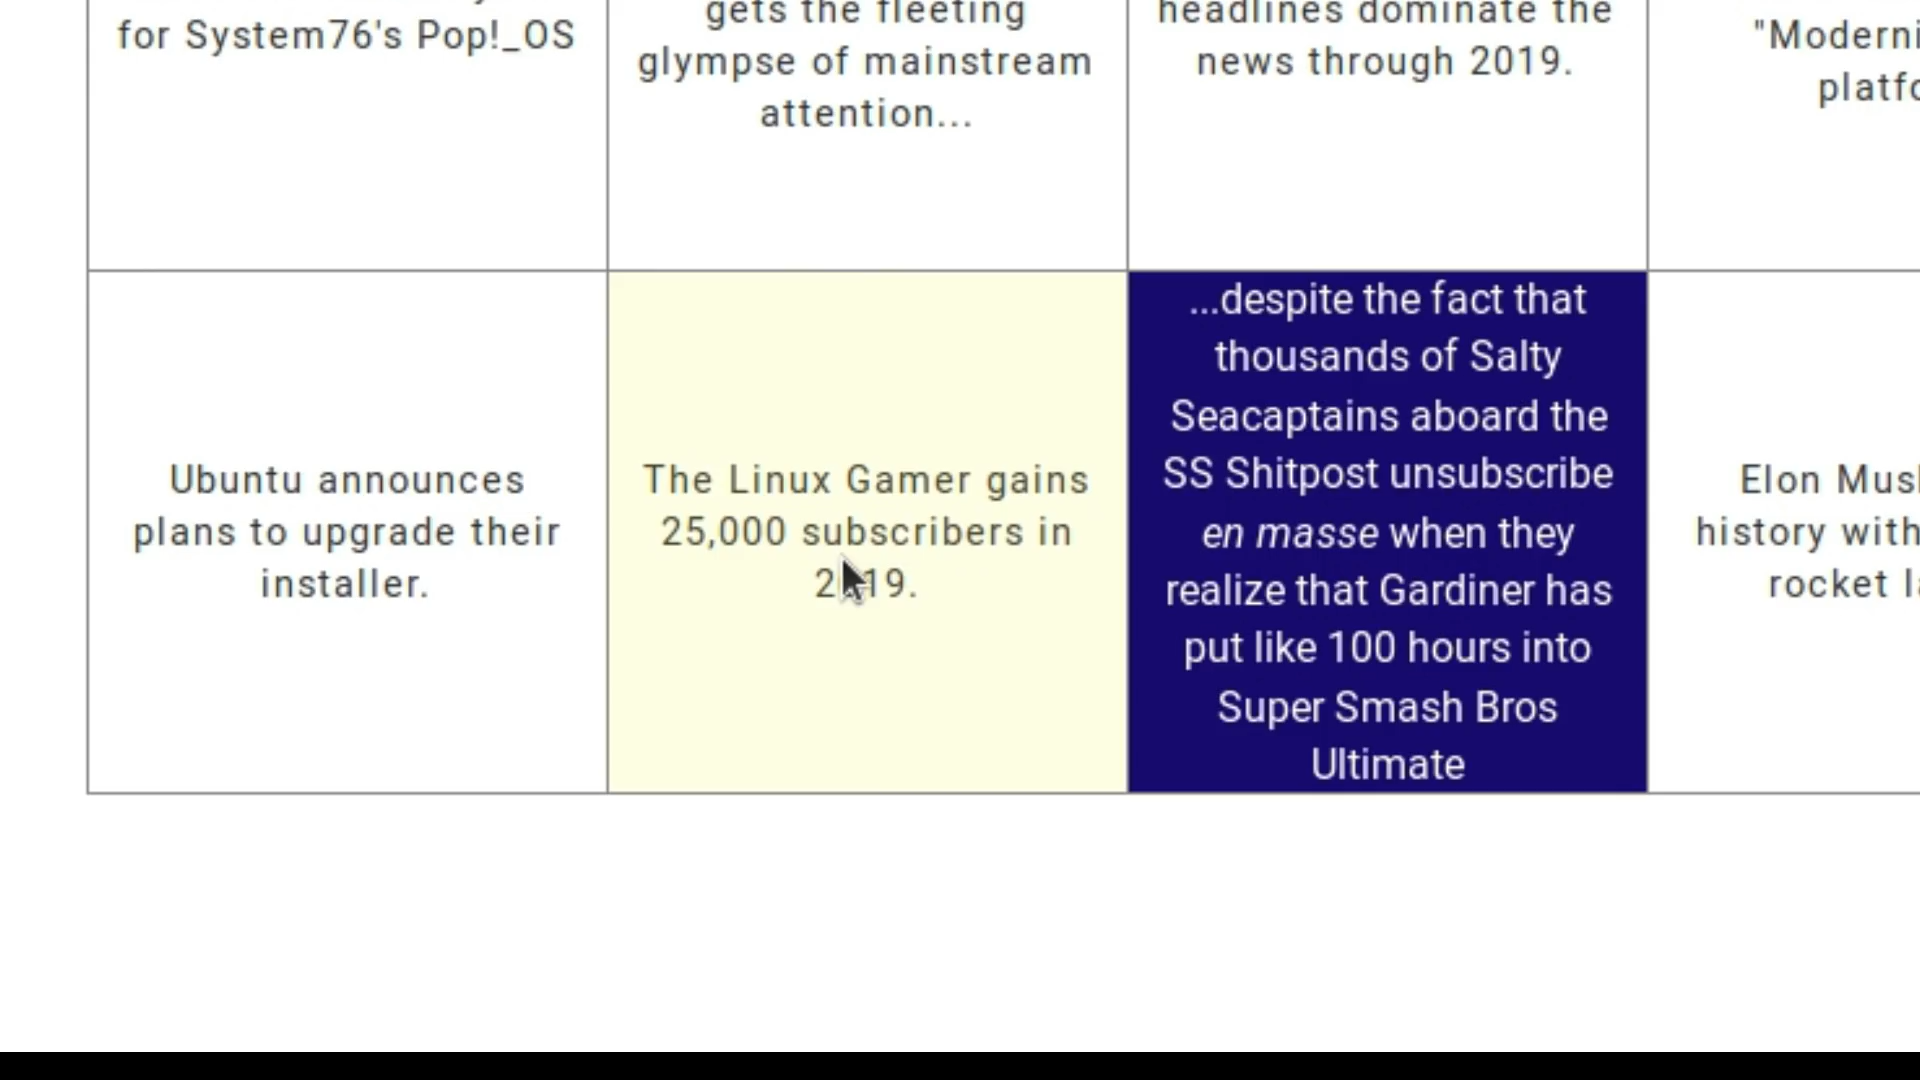 for System76's Pop!_OS
gets the fleeting
glympse of mainstream
attention...
headlines dominate the
news through 2019.
"Moderni
platfo
Ubuntu announces
plans to upgrade their
installer.
The Linux Gamer gains
25,000 subscribers in
2019.
...despite the fact that
thousands of Salty
Seacaptains aboard the
SS Shitpost unsubscribe
en masse when they
realize that Gardiner has
put like 100 hours into
Super Smash Bros
Ultimate
Elon Mus
history with
rocket l